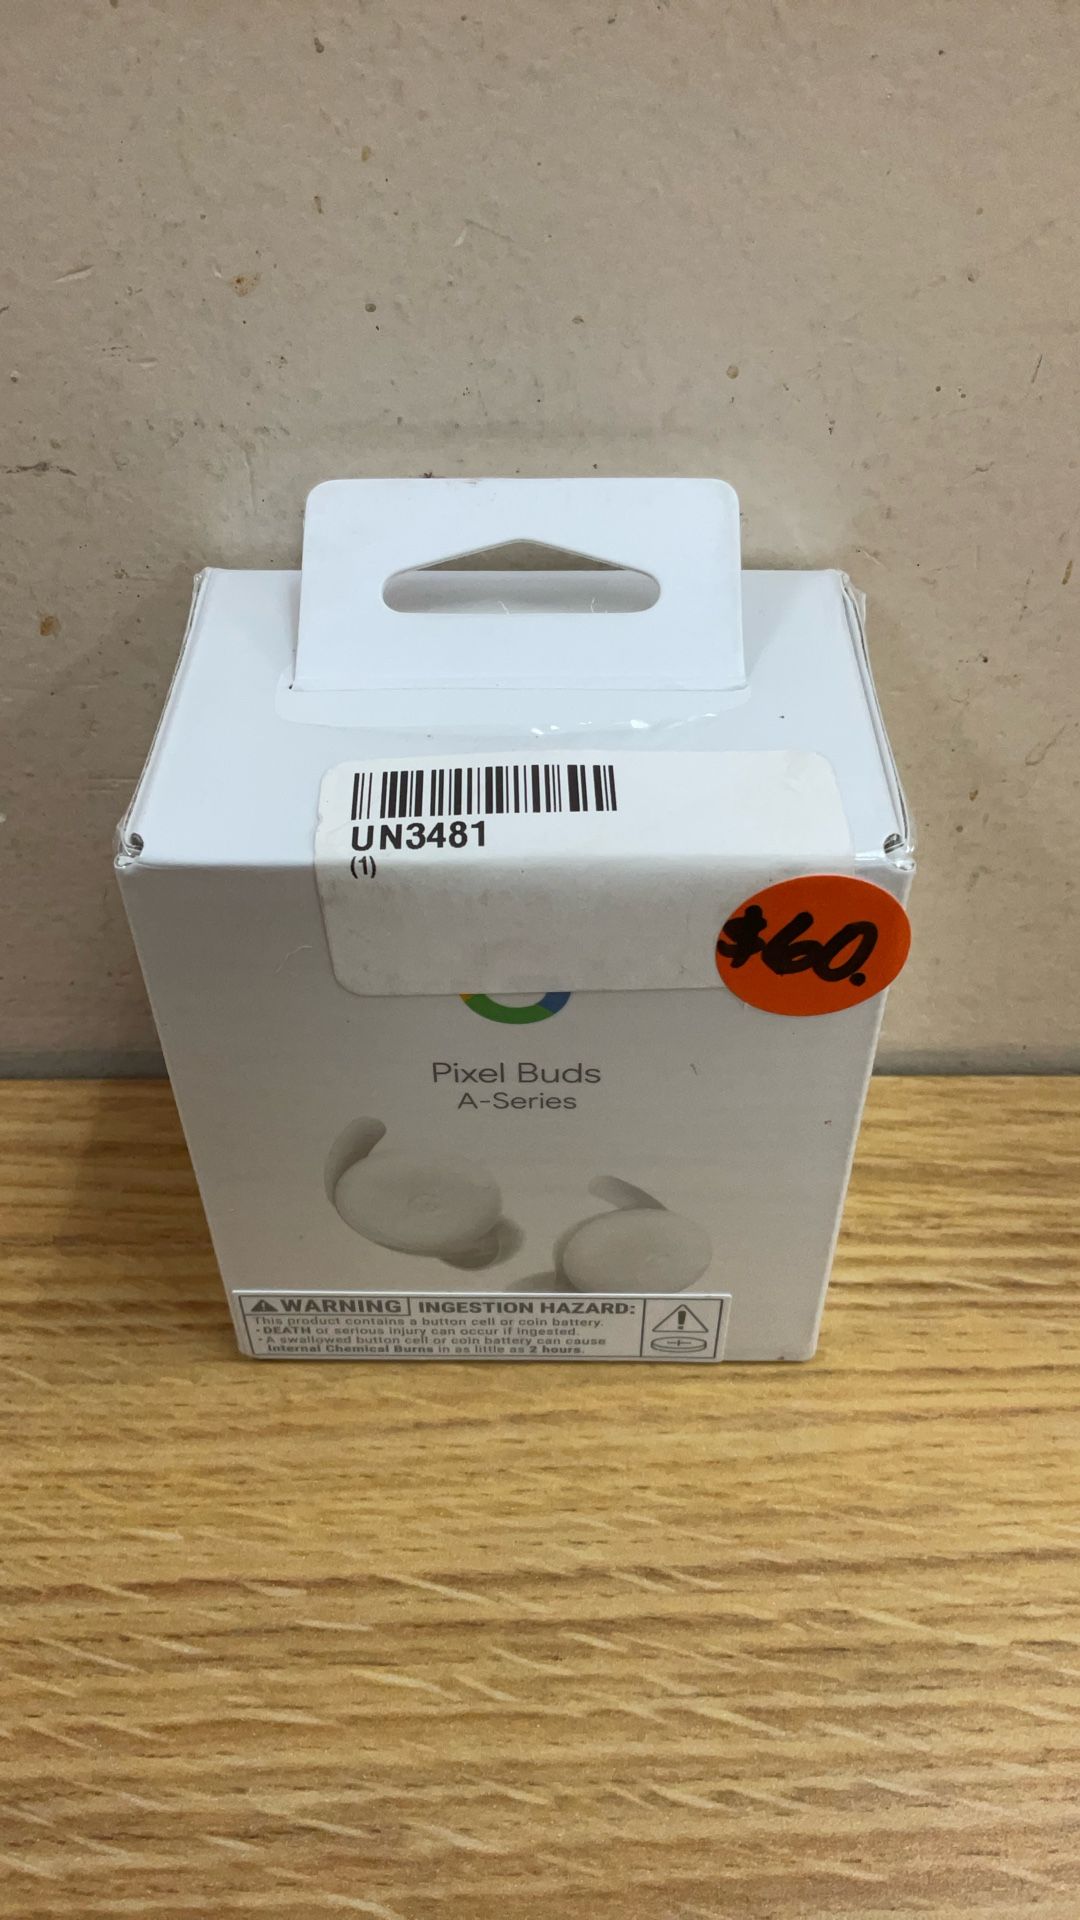 UN3481
(1)
$60.
Pixel Buds
A-Series
WARNING INGESTION HAZARD:
This product contains a button cell or coin battery.
• DEATH or serious injury can occur if ingested.
• A swallowed button cell or coin battery can cause
Internal Chemical Burns in as little as 2 hours.